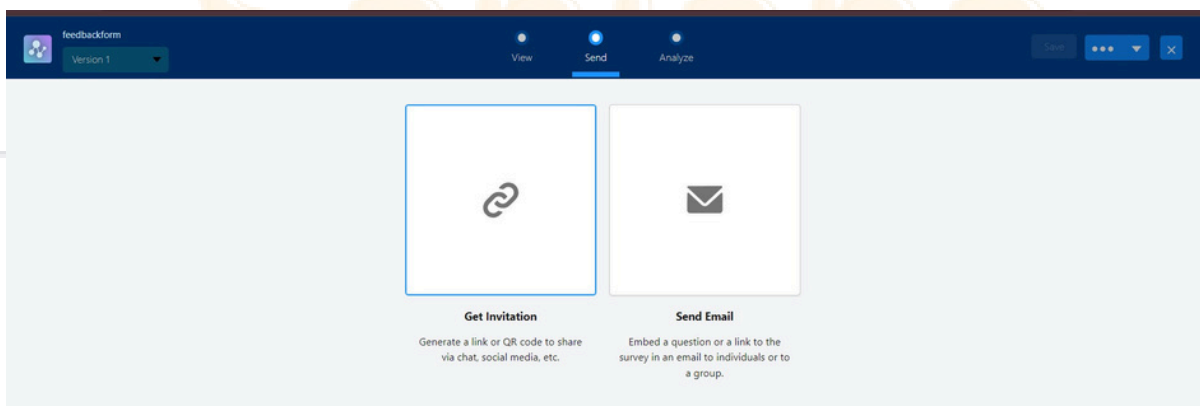 feedbackform
Version 1
View
Send
Analyze
Save
Get Invitation
Generate a link or QR code to share
via chat, social media, etc.
Send Email
Embed a question or a link to the
survey in an email to individuals or to
a group.